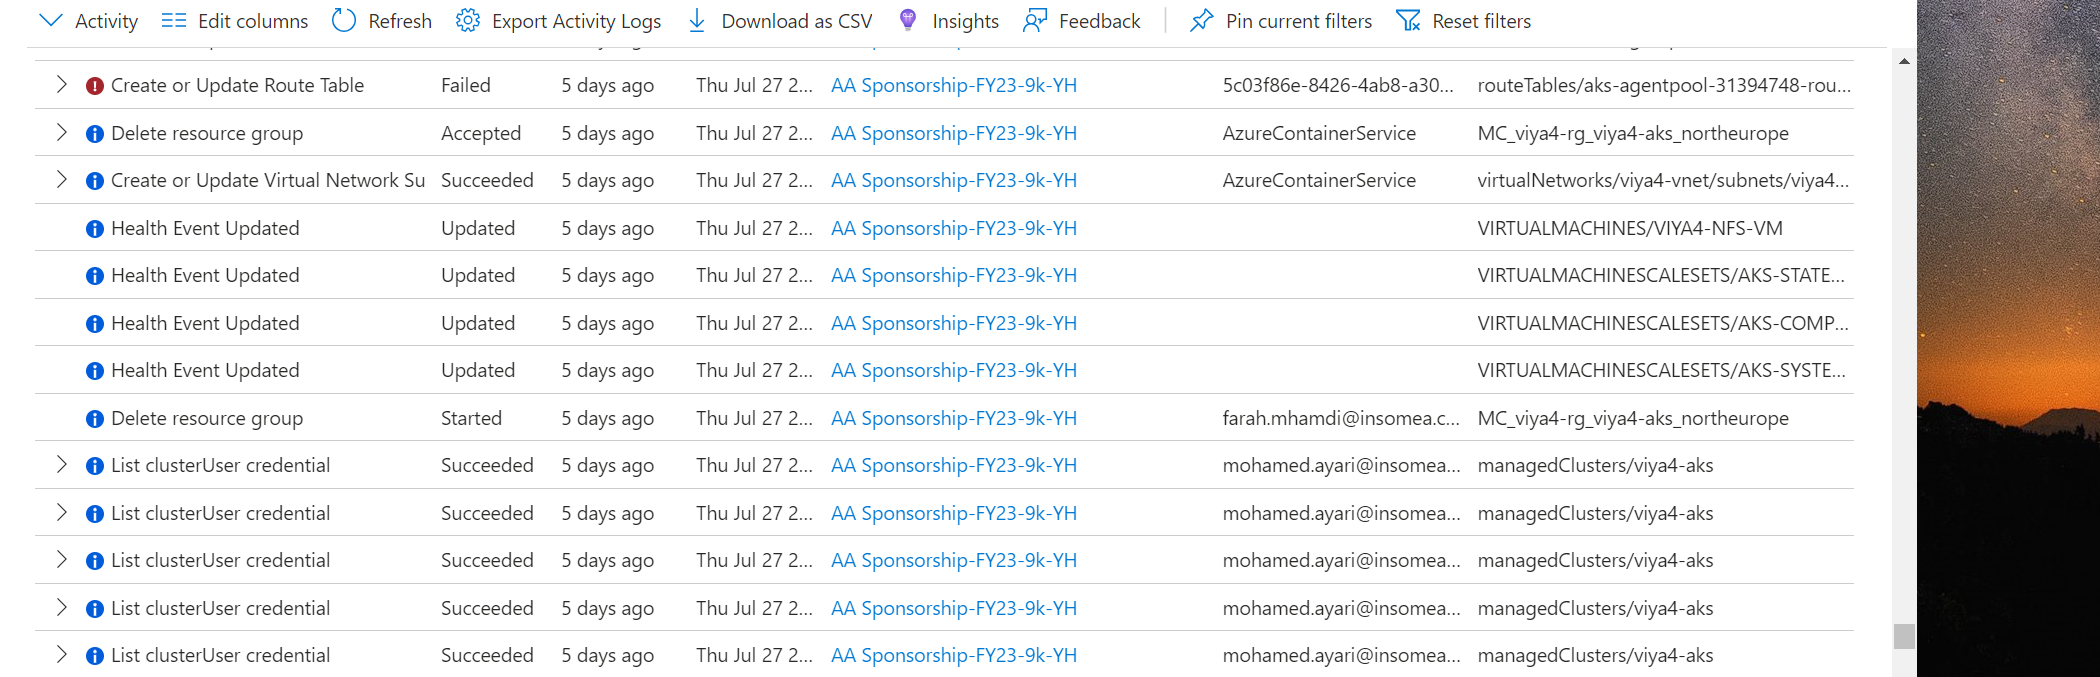 Activity Edit columns Refresh Export Activity Logs Download as CSV Insights Feedback Pin current filters Reset filters
Create or Update Route Table Failed 5 days ago Thu Jul 27 2... AA Sponsorship-FY23-9k-YH 5c03f86e-8426-4ab8-a30... routeTables/aks-agentpool-31394748-rou...
Delete resource group Accepted 5 days ago Thu Jul 27 2... AA Sponsorship-FY23-9k-YH AzureContainerService MC_viya4-rg_viya4-aks_northeurope
Create or Update Virtual Network Su Succeeded 5 days ago Thu Jul 27 2... AA Sponsorship-FY23-9k-YH AzureContainerService virtualNetworks/viya4-vnet/subnets/viya4...
Health Event Updated Updated 5 days ago Thu Jul 27 2... AA Sponsorship-FY23-9k-YH VIRTUALMACHINES/VIYA4-NFS-VM
Health Event Updated Updated 5 days ago Thu Jul 27 2... AA Sponsorship-FY23-9k-YH VIRTUALMACHINESCALESETS/AKS-STATE...
Health Event Updated Updated 5 days ago Thu Jul 27 2... AA Sponsorship-FY23-9k-YH VIRTUALMACHINESCALESETS/AKS-COMP...
Health Event Updated Updated 5 days ago Thu Jul 27 2... AA Sponsorship-FY23-9k-YH VIRTUALMACHINESCALESETS/AKS-SYSTE...
Delete resource group Started 5 days ago Thu Jul 27 2... AA Sponsorship-FY23-9k-YH farah.mhamdi@insomea.c... MC_viya4-rg_viya4-aks_northeurope
List clusterUser credential Succeeded 5 days ago Thu Jul 27 2... AA Sponsorship-FY23-9k-YH mohamed.ayari@insomea... managedClusters/viya4-aks
List clusterUser credential Succeeded 5 days ago Thu Jul 27 2... AA Sponsorship-FY23-9k-YH mohamed.ayari@insomea... managedClusters/viya4-aks
List clusterUser credential Succeeded 5 days ago Thu Jul 27 2... AA Sponsorship-FY23-9k-YH mohamed.ayari@insomea... managedClusters/viya4-aks
List clusterUser credential Succeeded 5 days ago Thu Jul 27 2... AA Sponsorship-FY23-9k-YH mohamed.ayari@insomea... managedClusters/viya4-aks
List clusterUser credential Succeeded 5 days ago Thu Jul 27 2... AA Sponsorship-FY23-9k-YH mohamed.ayari@insomea... managedClusters/viya4-aks